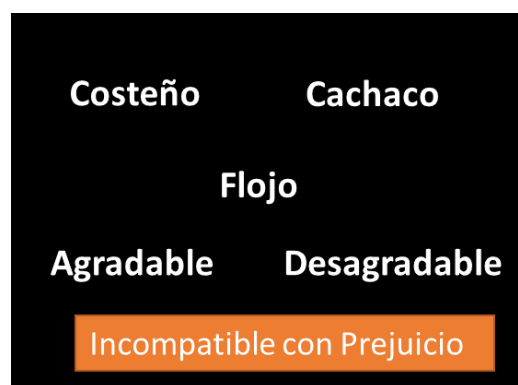 Costeño Cachaco
Flojo
Agradable Desagradable
Incompatible con Prejuicio